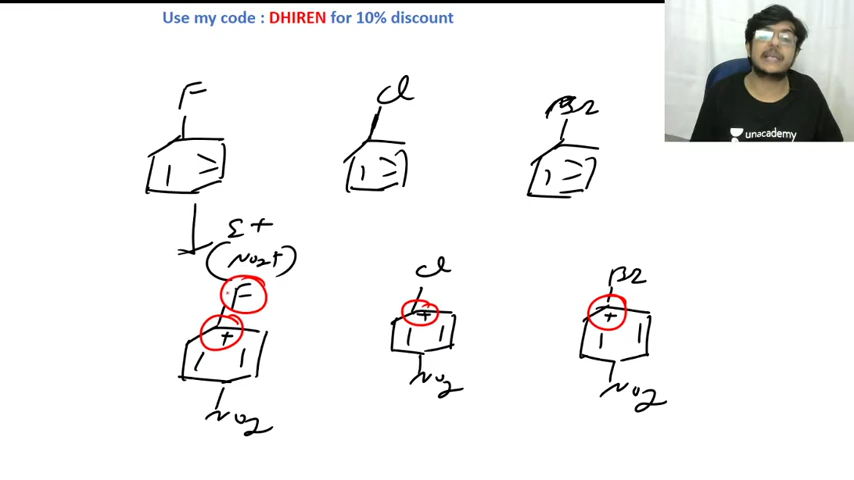 Use my code : DHIREN for 10% discount
unacademy
F
Cl
Br
E+
(NO2+)
F
Cl
Br
+
+
+
NO2
NO2
NO2